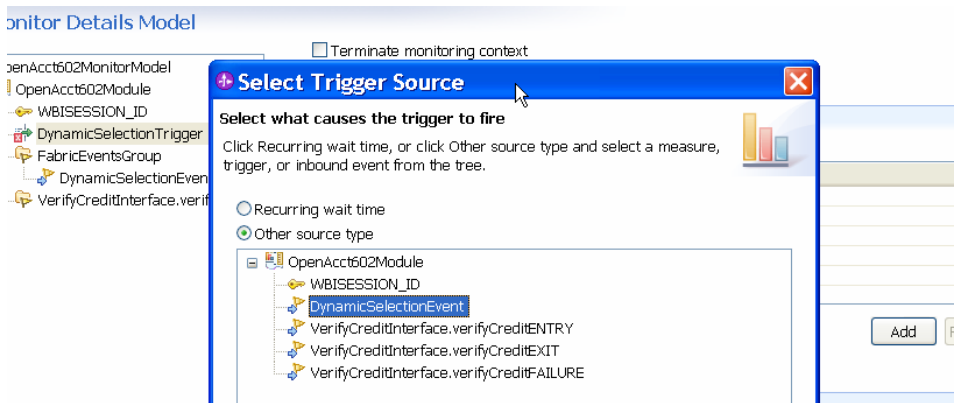 onitor Details Model
Terminate monitoring context
penAcct602MonitorModel
OpenAcct602Module
WBISESSION_ID
DynamicSelectionTrigger
FabricEventsGroup
DynamicSelectionEven
VerifyCreditInterface.verif
Select Trigger Source
Select what causes the trigger to fire
Click Recurring wait time, or click Other source type and select a measure,
trigger, or inbound event from the tree.
Recurring wait time
Other source type
OpenAcct602Module
WBISESSION_ID
DynamicSelectionEvent
VerifyCreditInterface.verifyCreditENTRY
VerifyCreditInterface.verifyCreditEXIT
VerifyCreditInterface.verifyCreditFAILURE
Add